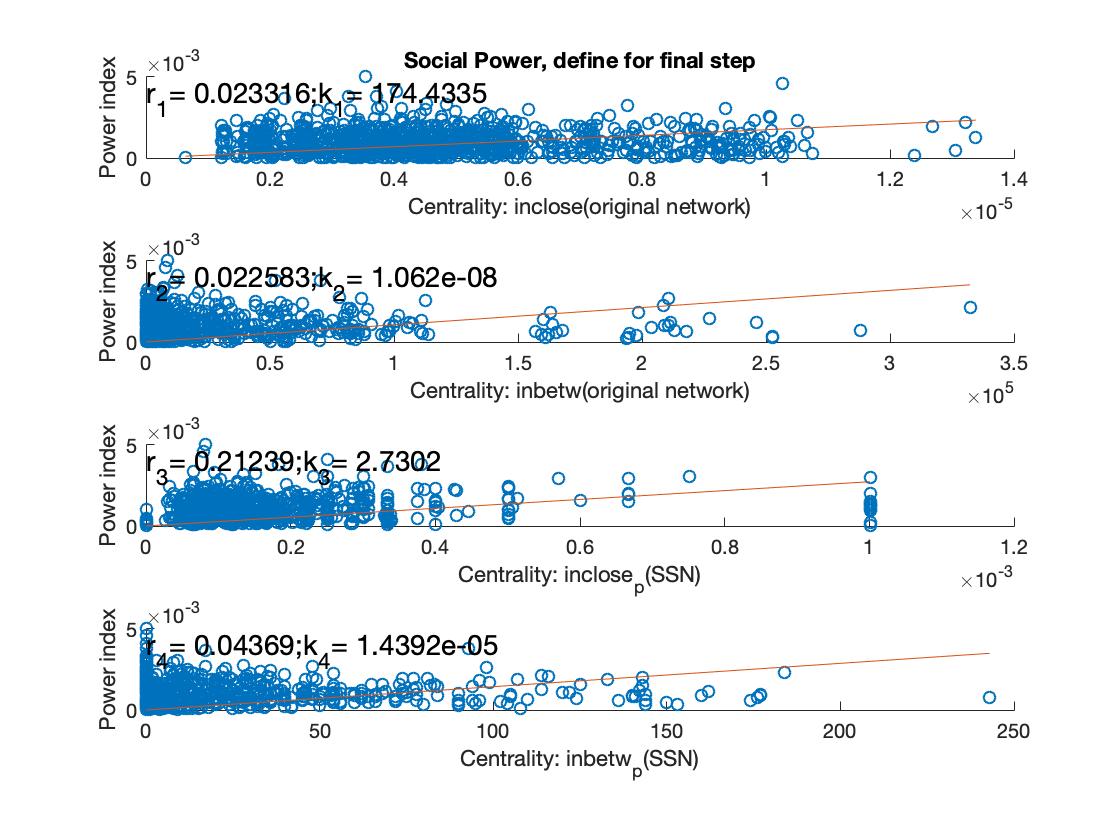 Social Power, define for final step
×10-3
r1= 0.023316;k1= 174.4335
Power index
5
0
0 0.2 0.4 0.6 0.8 1 1.2 1.4
Centrality: inclose(original network)
×10-5
×10-3
r2= 0.022583;k2= 1.062e-08
Power index
5
0
0 0.5 1 1.5 2 2.5 3 3.5
Centrality: inbetw(original network)
×105
×10-3
r3= 0.21239;k3= 2.7302
Power index
5
0
0 0.2 0.4 0.6 0.8 1 1.2
Centrality: inclosep(SSN)
×10-3
×10-3
r4= 0.04369;k4= 1.4392e-05
Power index
5
0
0 50 100 150 200 250
Centrality: inbetwp(SSN)